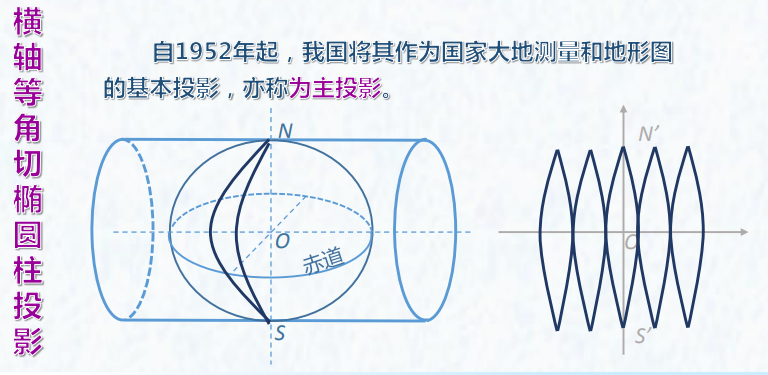 横轴等角切椭圆柱投影
自1952年起，我国将其作为国家大地测量和地形图
的基本投影，亦称为主投影。
N
N′
O
O
赤道
S
S′